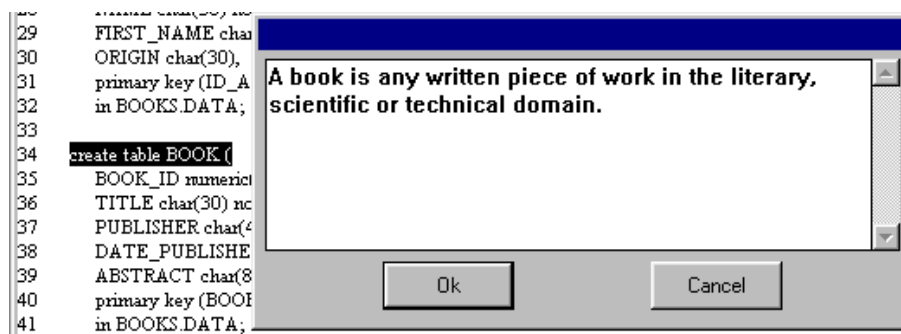 29 FIRST_NAME char
30 ORIGIN char(30),
31 primary key (ID_A
32 in BOOKS.DATA;
33
34 create table BOOK (
35 BOOK_ID numeric(
36 TITLE char(30) no
37 PUBLISHER char(4
38 DATE_PUBLISHE
39 ABSTRACT char(8
40 primary key (BOOK
41 in BOOKS.DATA;
A book is any written piece of work in the literary,
scientific or technical domain.
Ok Cancel